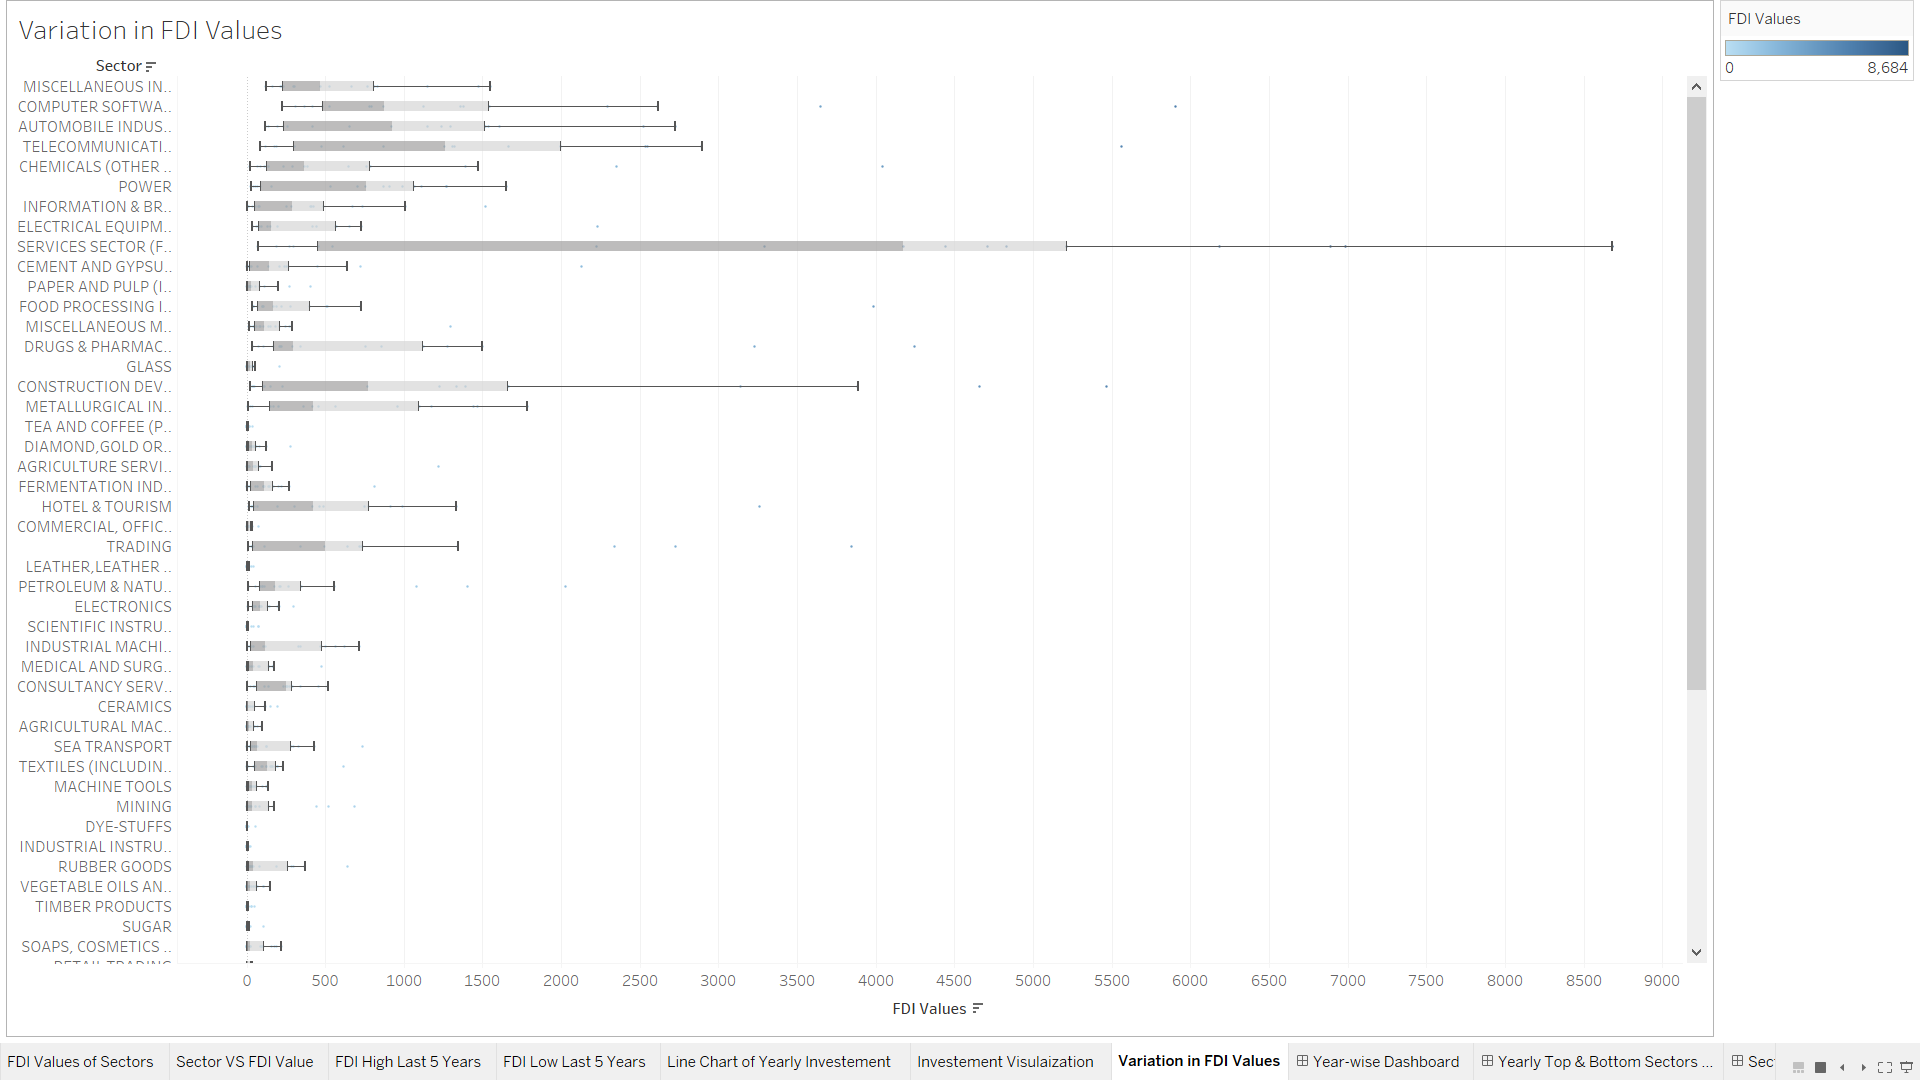 Variation in FDI Values
FDI Values
0 8,684
Sector
MISCELLANEOUS IN..
COMPUTER SOFTWA..
AUTOMOBILE INDUS..
TELECOMMUNICATI..
CHEMICALS (OTHER ..
POWER
INFORMATION & BR..
ELECTRICAL EQUIPM..
SERVICES SECTOR (F..
CEMENT AND GYPSU..
PAPER AND PULP (I..
FOOD PROCESSING I..
MISCELLANEOUS M..
DRUGS & PHARMAC..
GLASS
CONSTRUCTION DEV..
METALLURGICAL IN..
TEA AND COFFEE (P..
DIAMOND,GOLD OR..
AGRICULTURE SERVI..
FERMENTATION IND..
HOTEL & TOURISM
COMMERCIAL, OFFIC..
TRADING
LEATHER,LEATHER ..
PETROLEUM & NATU..
ELECTRONICS
SCIENTIFIC INSTRU..
INDUSTRIAL MACHI..
MEDICAL AND SURG..
CONSULTANCY SERV..
CERAMICS
AGRICULTURAL MAC..
SEA TRANSPORT
TEXTILES (INCLUDIN..
MACHINE TOOLS
MINING
DYE-STUFFS
INDUSTRIAL INSTRU..
RUBBER GOODS
VEGETABLE OILS AN..
TIMBER PRODUCTS
SUGAR
SOAPS, COSMETICS ..
RETAIL TRADING
0 500 1000 1500 2000 2500 3000 3500 4000 4500 5000 5500 6000 6500 7000 7500 8000 8500 9000
FDI Values
FDI Values of Sectors Sector VS FDI Value FDI High Last 5 Years FDI Low Last 5 Years Line Chart of Yearly Investement Investement Visulaization Variation in FDI Values Year-wise Dashboard Yearly Top & Bottom Sectors ... Sec